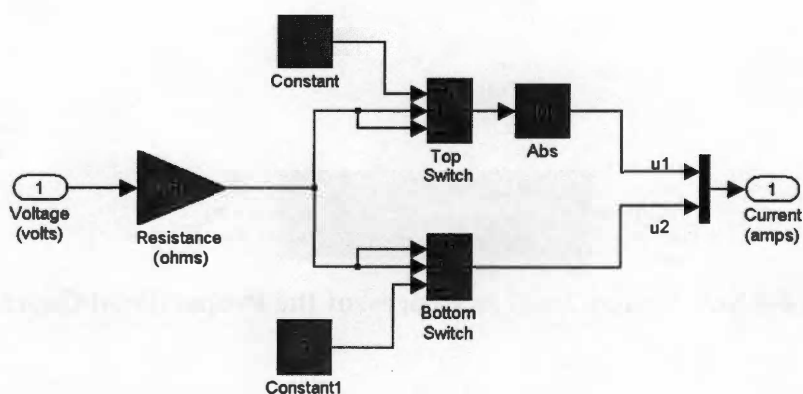 Constant
Top
Switch
Abs
u1
1
Voltage
(volts)
Resistance
(ohms)
1
Current
(amps)
u2
Bottom
Switch
Constant1